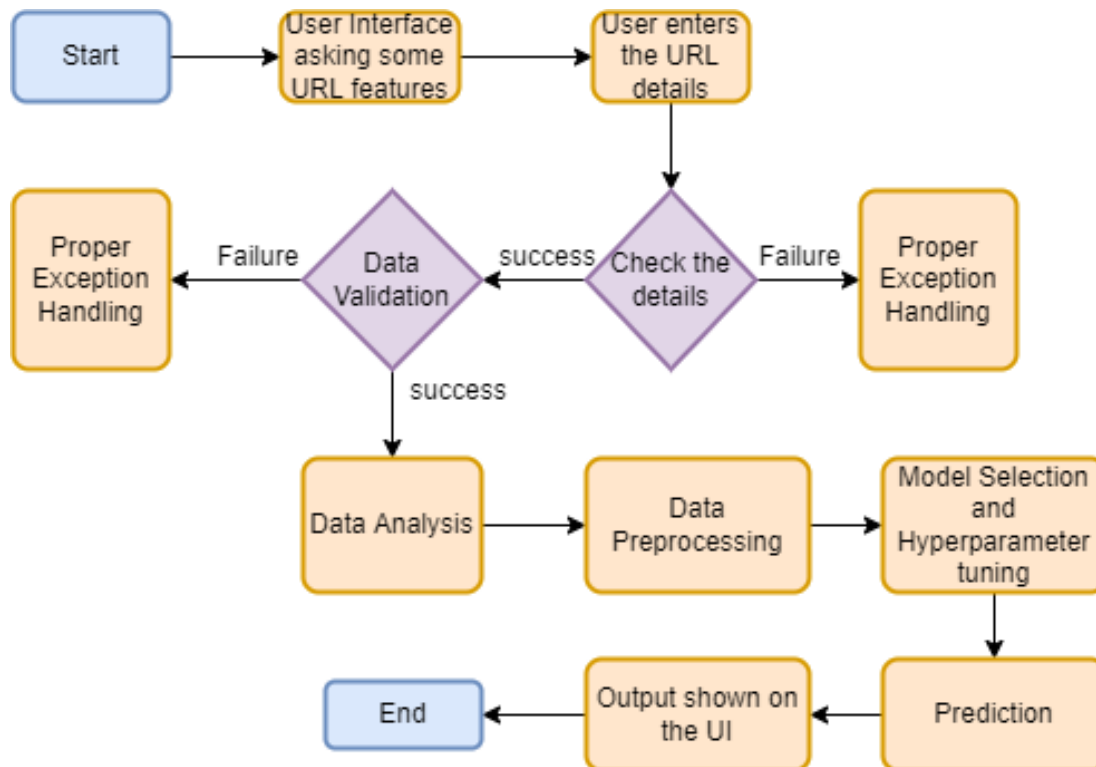 Start
User Interface
asking some
URL features
User enters
the URL
details
Proper
Exception
Handling
Failure
Data
Validation
success
Check the
details
Failure
Proper
Exception
Handling
success
Data Analysis
Data
Preprocessing
Model Selection
and
Hyperparameter
tuning
End
Output shown on
the UI
Prediction